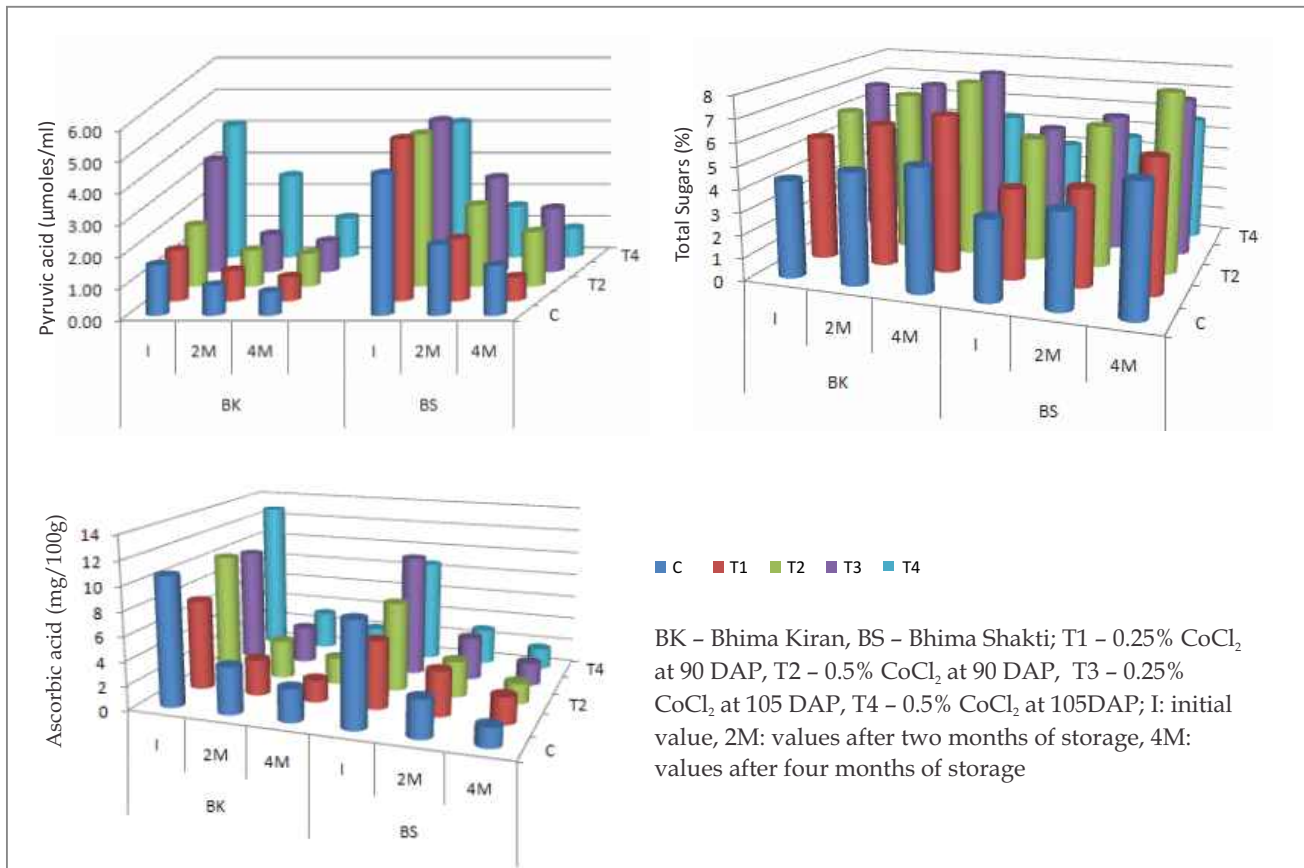 6.00
5.00
4.00
3.00
2.00
1.00
0.00
Pyruvic acid (µmoles/ml)
I
2M
4M
I
2M
4M
BK
BS
T4
T2
C
8
7
6
5
4
3
2
1
0
Total Sugars (%)
I
2M
4M
I
2M
4M
BK
BS
T4
T2
C
14
12
10
8
6
4
2
0
Ascorbic acid (mg/100g)
I
2M
4M
I
2M
4M
BK
BS
T4
T2
C
C T1 T2 T3 T4
BK – Bhima Kiran, BS – Bhima Shakti; T1 – 0.25% CoCl₂
at 90 DAP, T2 – 0.5% CoCl₂ at 90 DAP, T3 – 0.25%
CoCl₂ at 105 DAP, T4 – 0.5% CoCl₂ at 105DAP; I: initial
value, 2M: values after two months of storage, 4M:
values after four months of storage